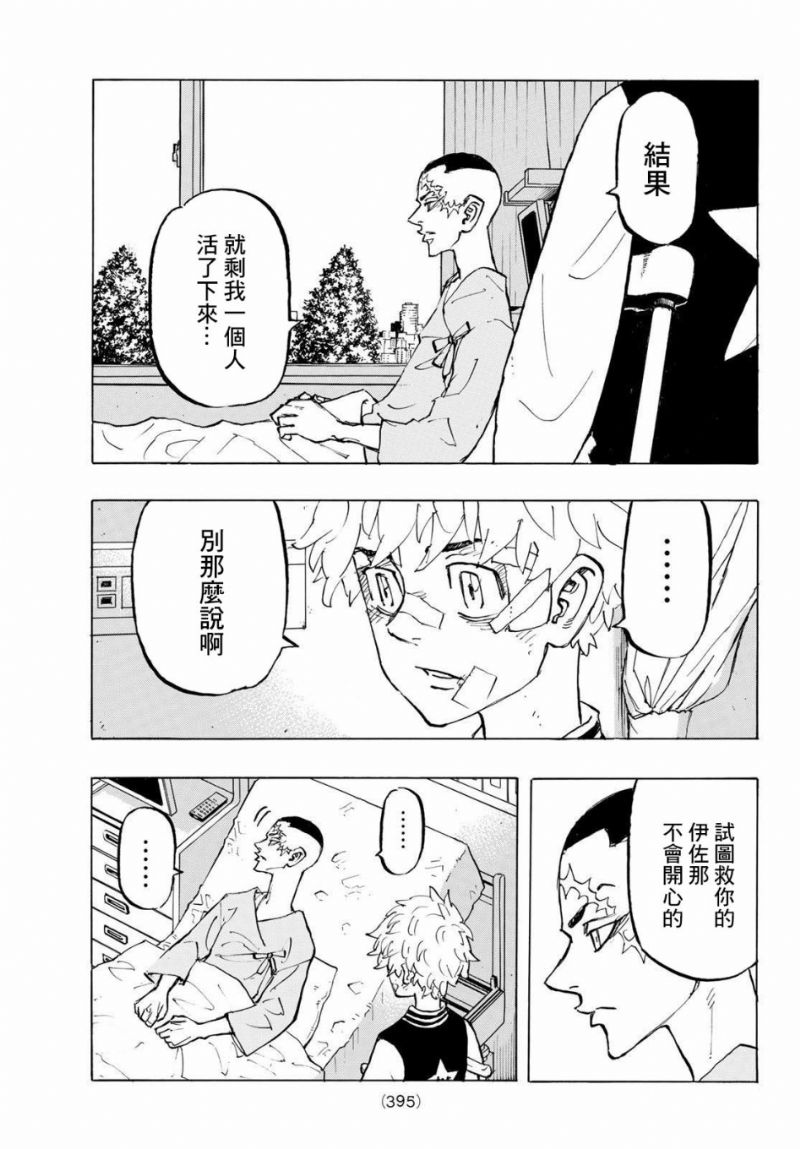 結果
就剩我一個人
活了下來…
……
別那麼說啊
試圖救你的
伊佐那
不會開心的
……
……
(395)